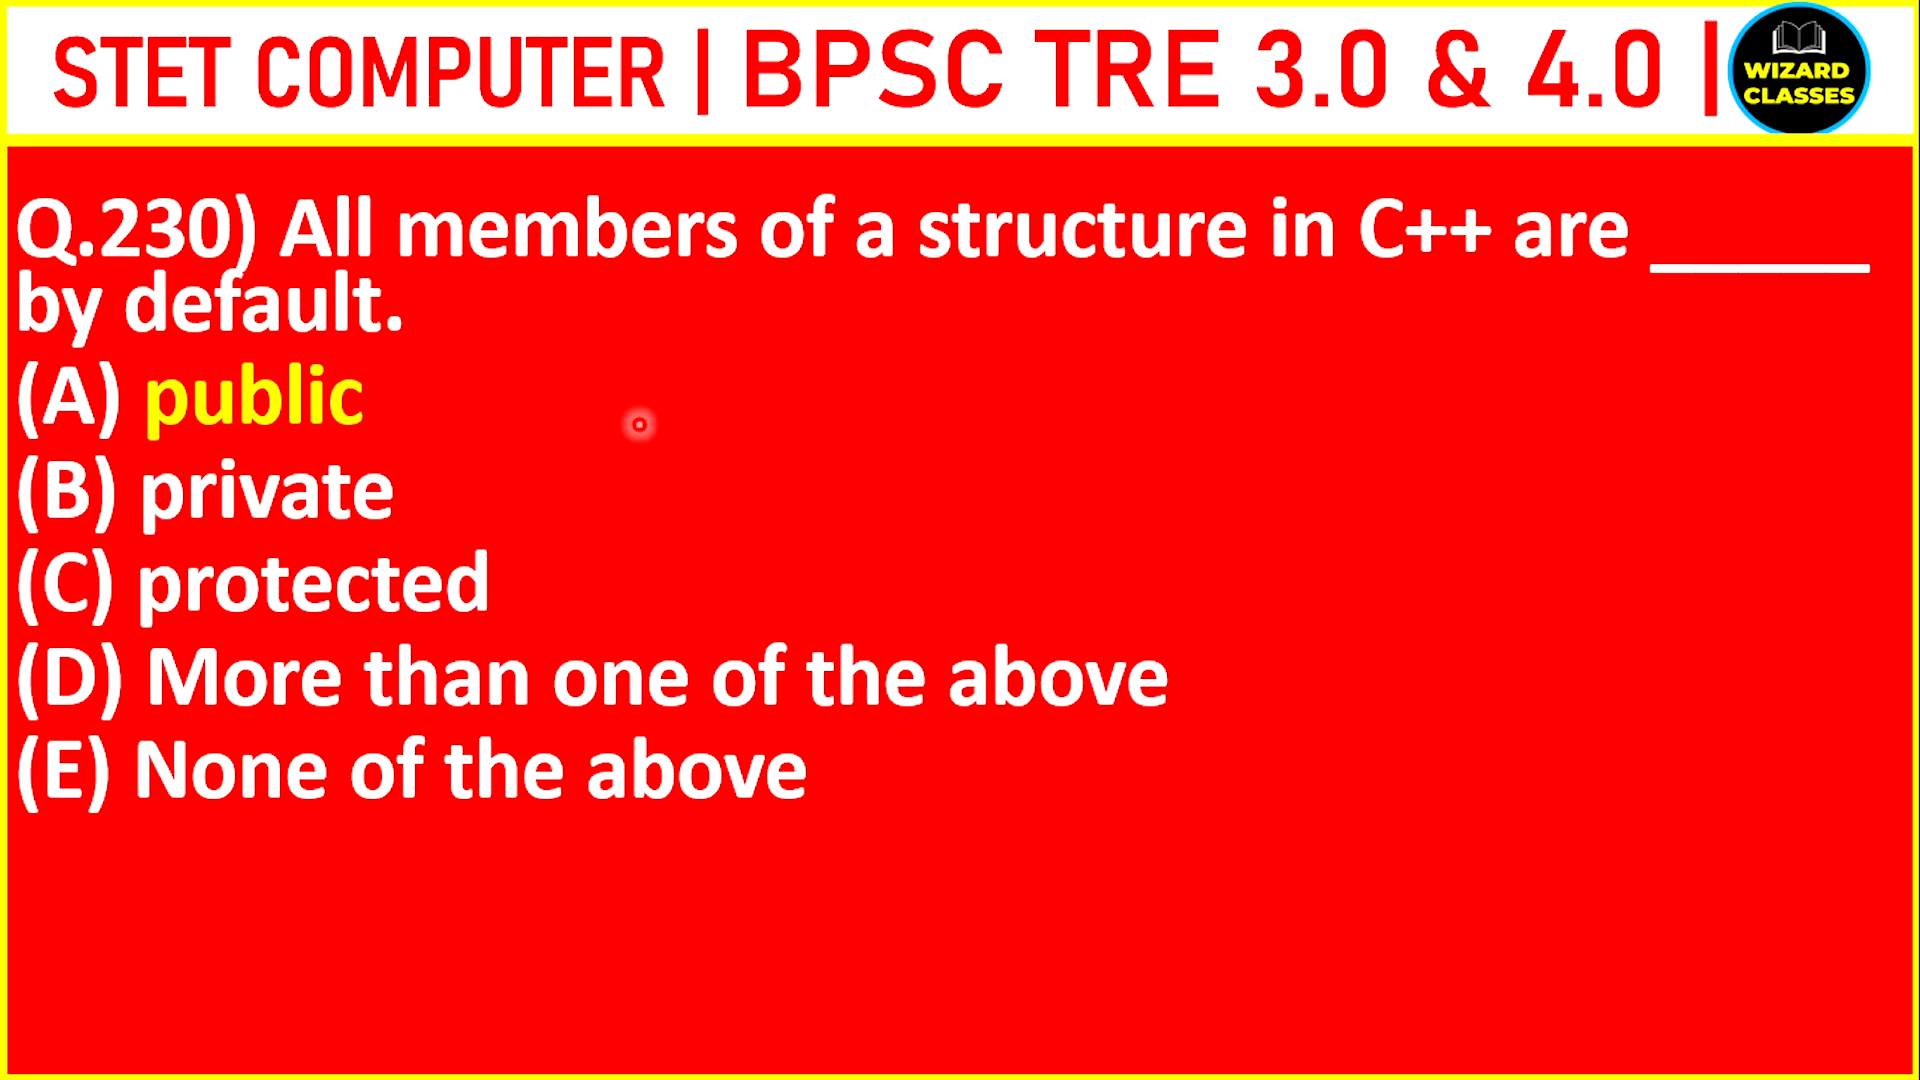 STET COMPUTER | BPSC TRE 3.0 & 4.0 |
WIZARD
CLASSES
Q.230) All members of a structure in C++ are ______
by default.
(A) public
(B) private
(C) protected
(D) More than one of the above
(E) None of the above